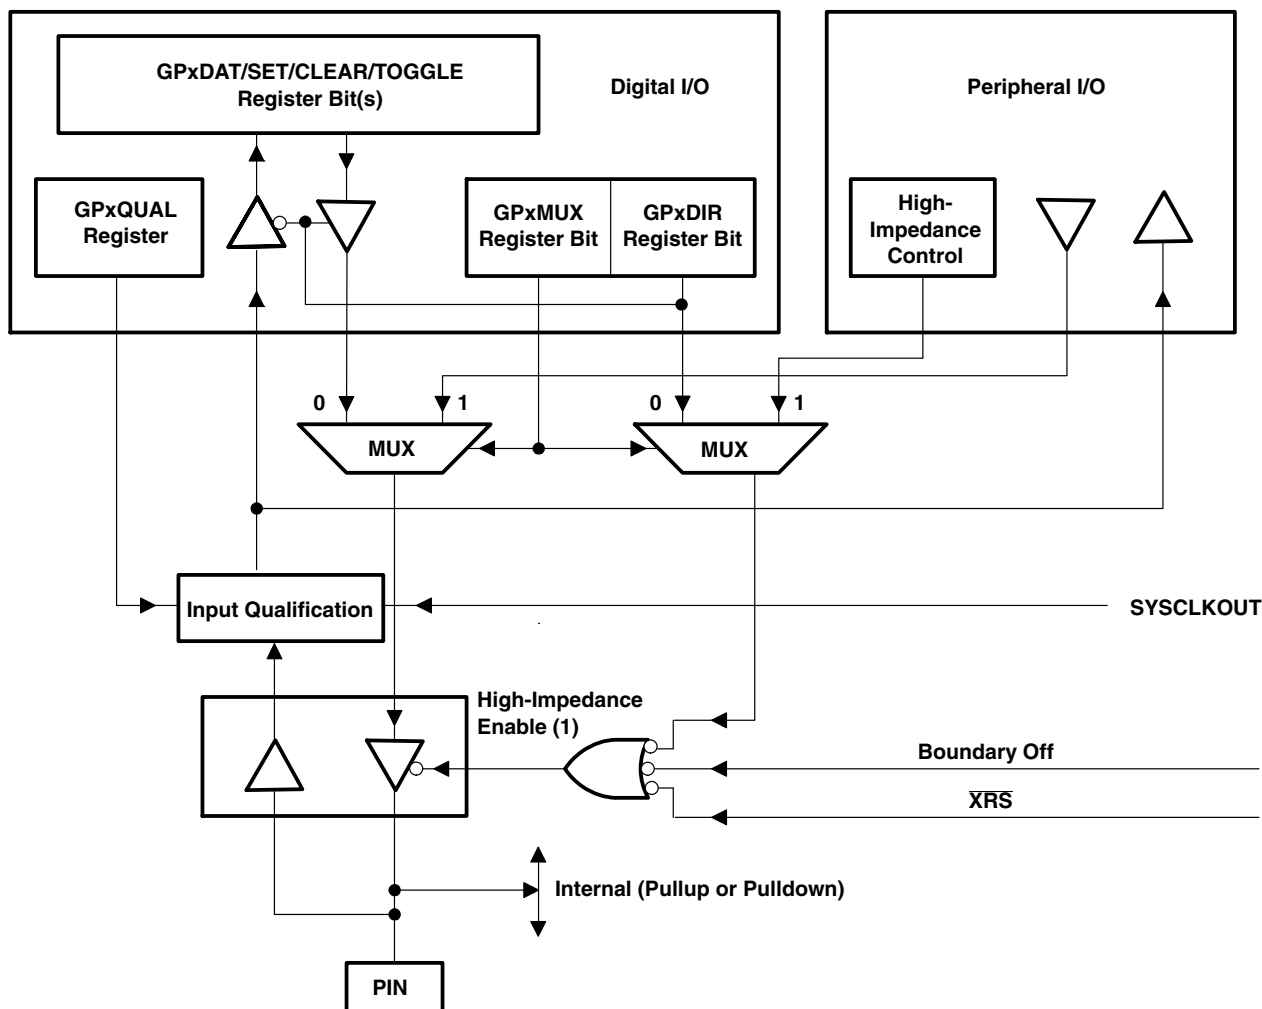 GPxDAT/SET/CLEAR/TOGGLE
Register Bit(s)
Digital I/O
Peripheral I/O
GPxQUAL
Register
GPxMUX
Register Bit
GPxDIR
Register Bit
High-
Impedance
Control
0
1
0
1
MUX
MUX
Input Qualification
SYSCLKOUT
High-Impedance
Enable (1)
Boundary Off
XRS
Internal (Pullup or Pulldown)
PIN